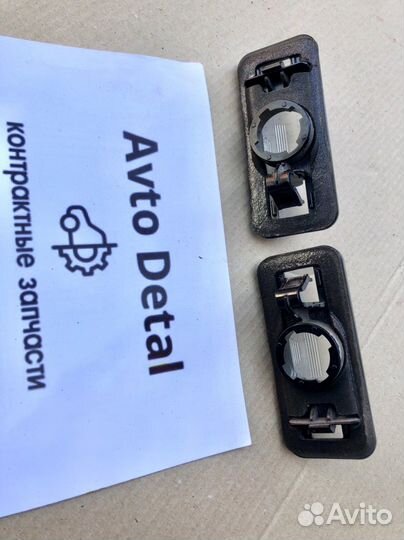 Avto Detal
контрактные запчасти
Avito